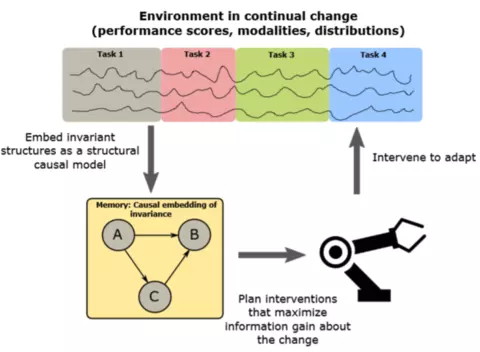 Environment in continual change
(performance scores, modalities, distributions)
Task 1
Task 2
Task 3
Task 4
Embed invariant
structures as a structural
causal model
Intervene to adapt
Memory: Causal embedding of
invariance
A
B
C
Plan interventions
that maximize
information gain about
the change